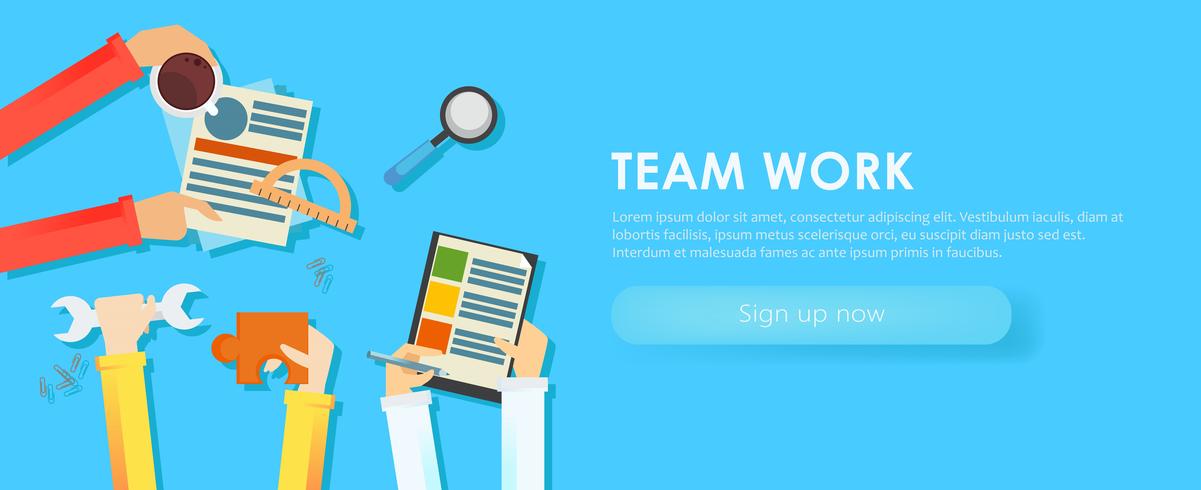 TEAM WORK
Lorem ipsum dolor sit amet, consectetur adipiscing elit. Vestibulum iaculis, diam at
lobortis facilisis, ipsum metus scelerisque orci, eu suscipit diam justo sed est.
Interdum et malesuada fames ac ante ipsum primis in faucibus.
Sign up now